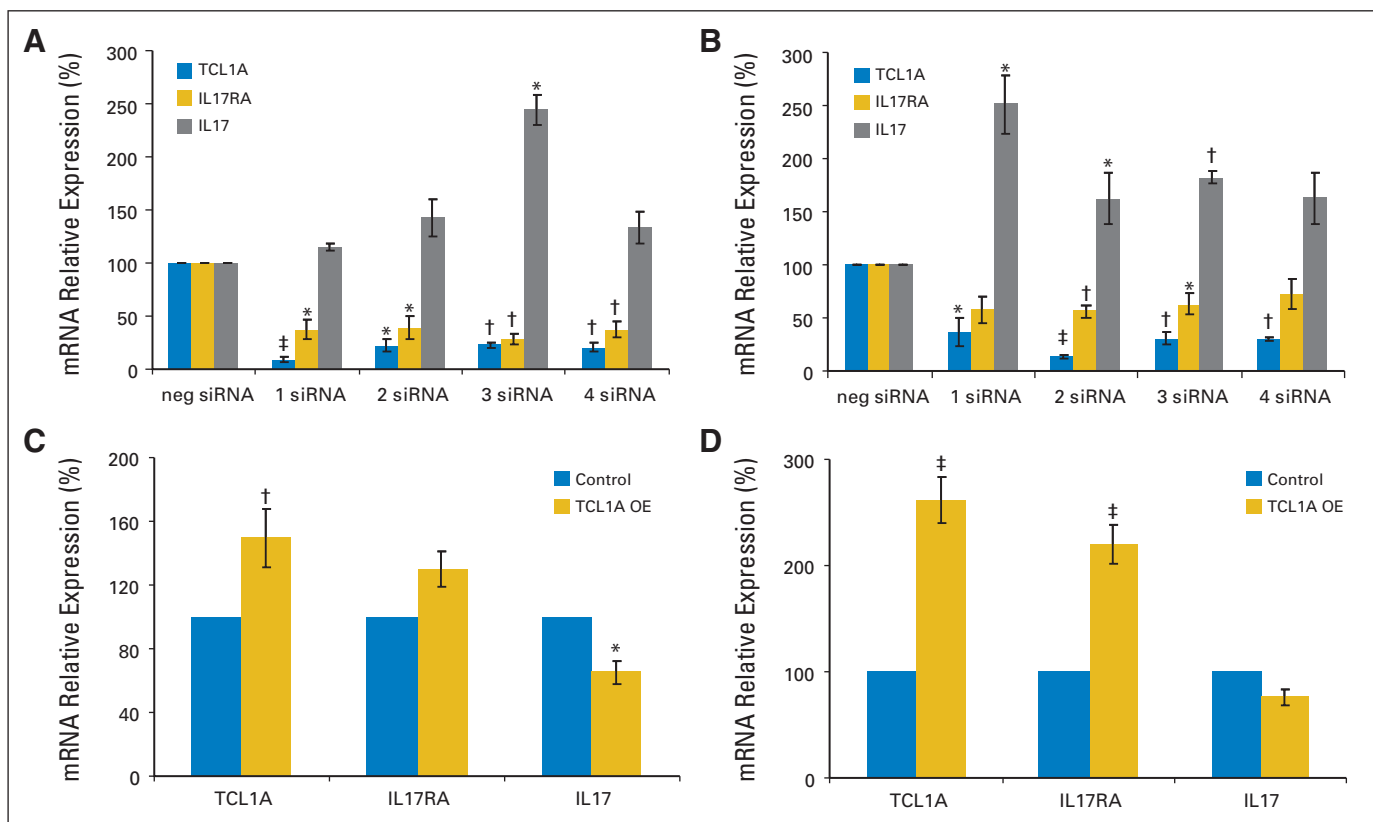 A
mRNA Relative Expression (%)
300
250
200
150
100
50
0
TCL1A
IL17RA
IL17
‡ * * * † † * † †
neg siRNA 1 siRNA 2 siRNA 3 siRNA 4 siRNA
B
mRNA Relative Expression (%)
300
250
200
150
100
50
0
TCL1A
IL17RA
IL17
* * ‡ † * † * † †
neg siRNA 1 siRNA 2 siRNA 3 siRNA 4 siRNA
C
mRNA Relative Expression (%)
200
160
120
80
40
0
Control
TCL1A OE
† *
TCL1A IL17RA IL17
D
mRNA Relative Expression (%)
300
200
100
0
Control
TCL1A OE
‡ ‡
TCL1A IL17RA IL17